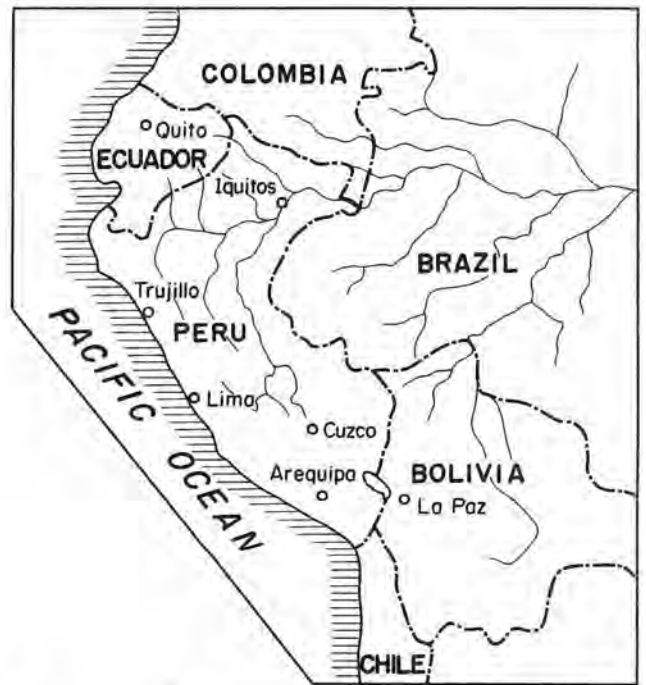 COLOMBIA
Quito
ECUADOR
Iquitos
BRAZIL
Trujillo
PERU
PACIFIC OCEAN
Lima
Cuzco
Arequipa
BOLIVIA
La Paz
CHILE